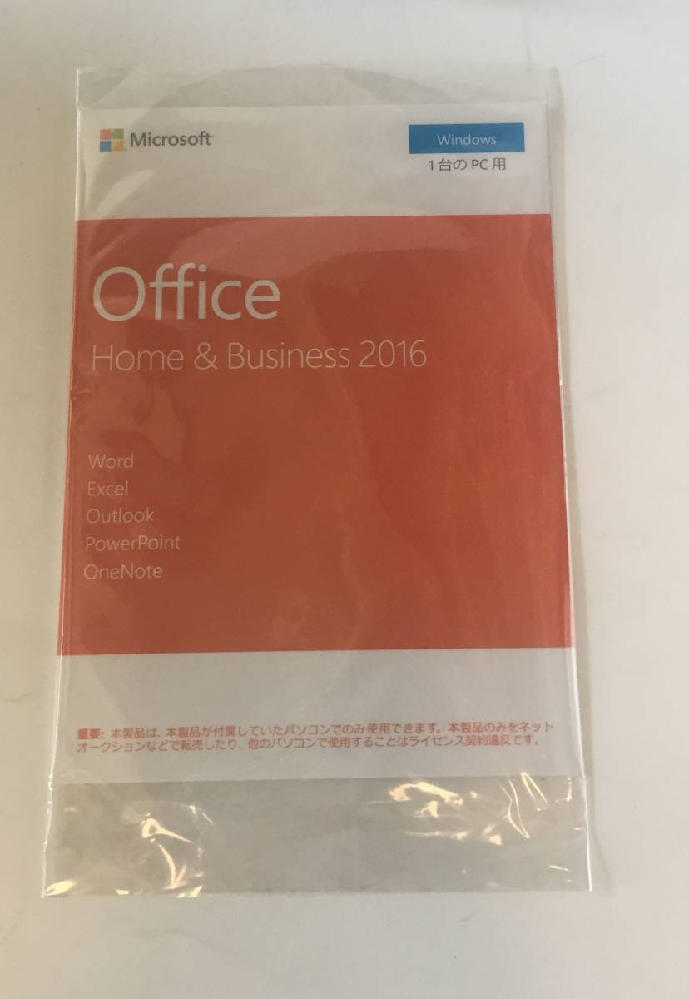 Microsoft
Windows
1台のPC用
Office
Home & Business 2016
Word
Excel
Outlook
PowerPoint
OneNote
重要: 本製品は、本製品が付属していたパソコンでのみ使用できます。本製品のみをネット
オークションなどで転売したり、他のパソコンで使用することはライセンス契約違反です。